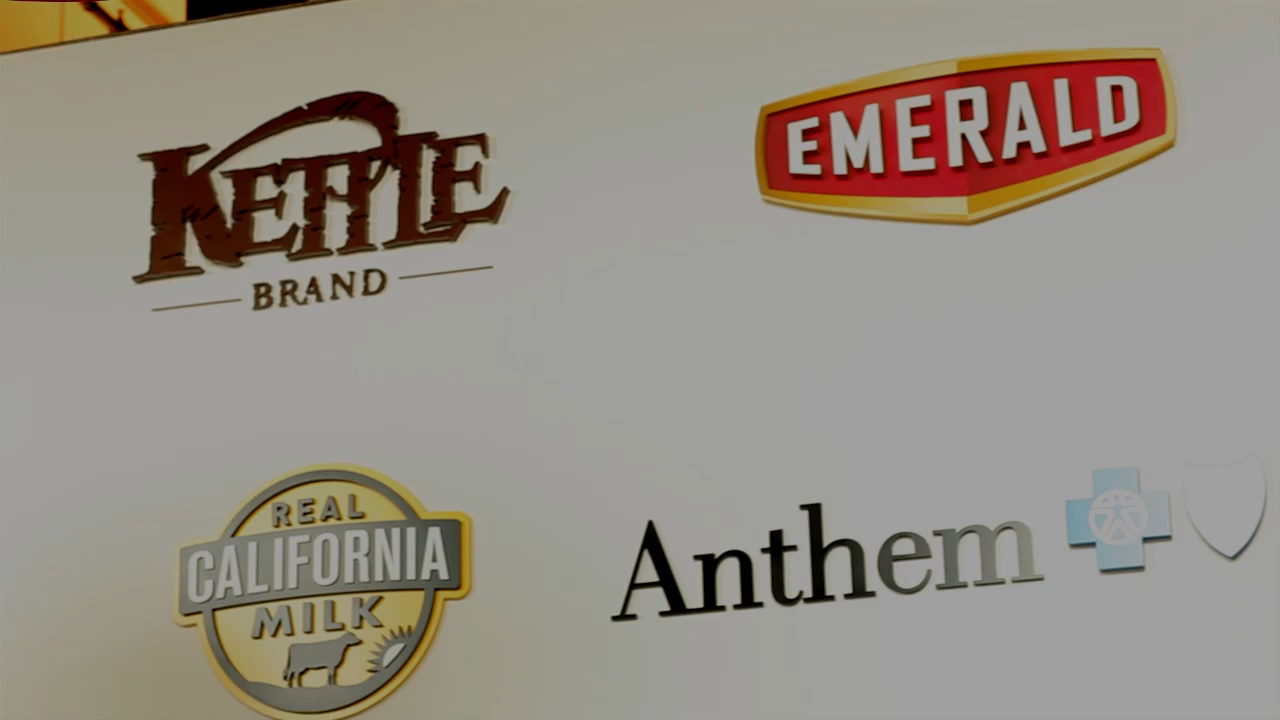 KETTLE
BRAND
EMERALD
REAL
CALIFORNIA
MILK
Anthem